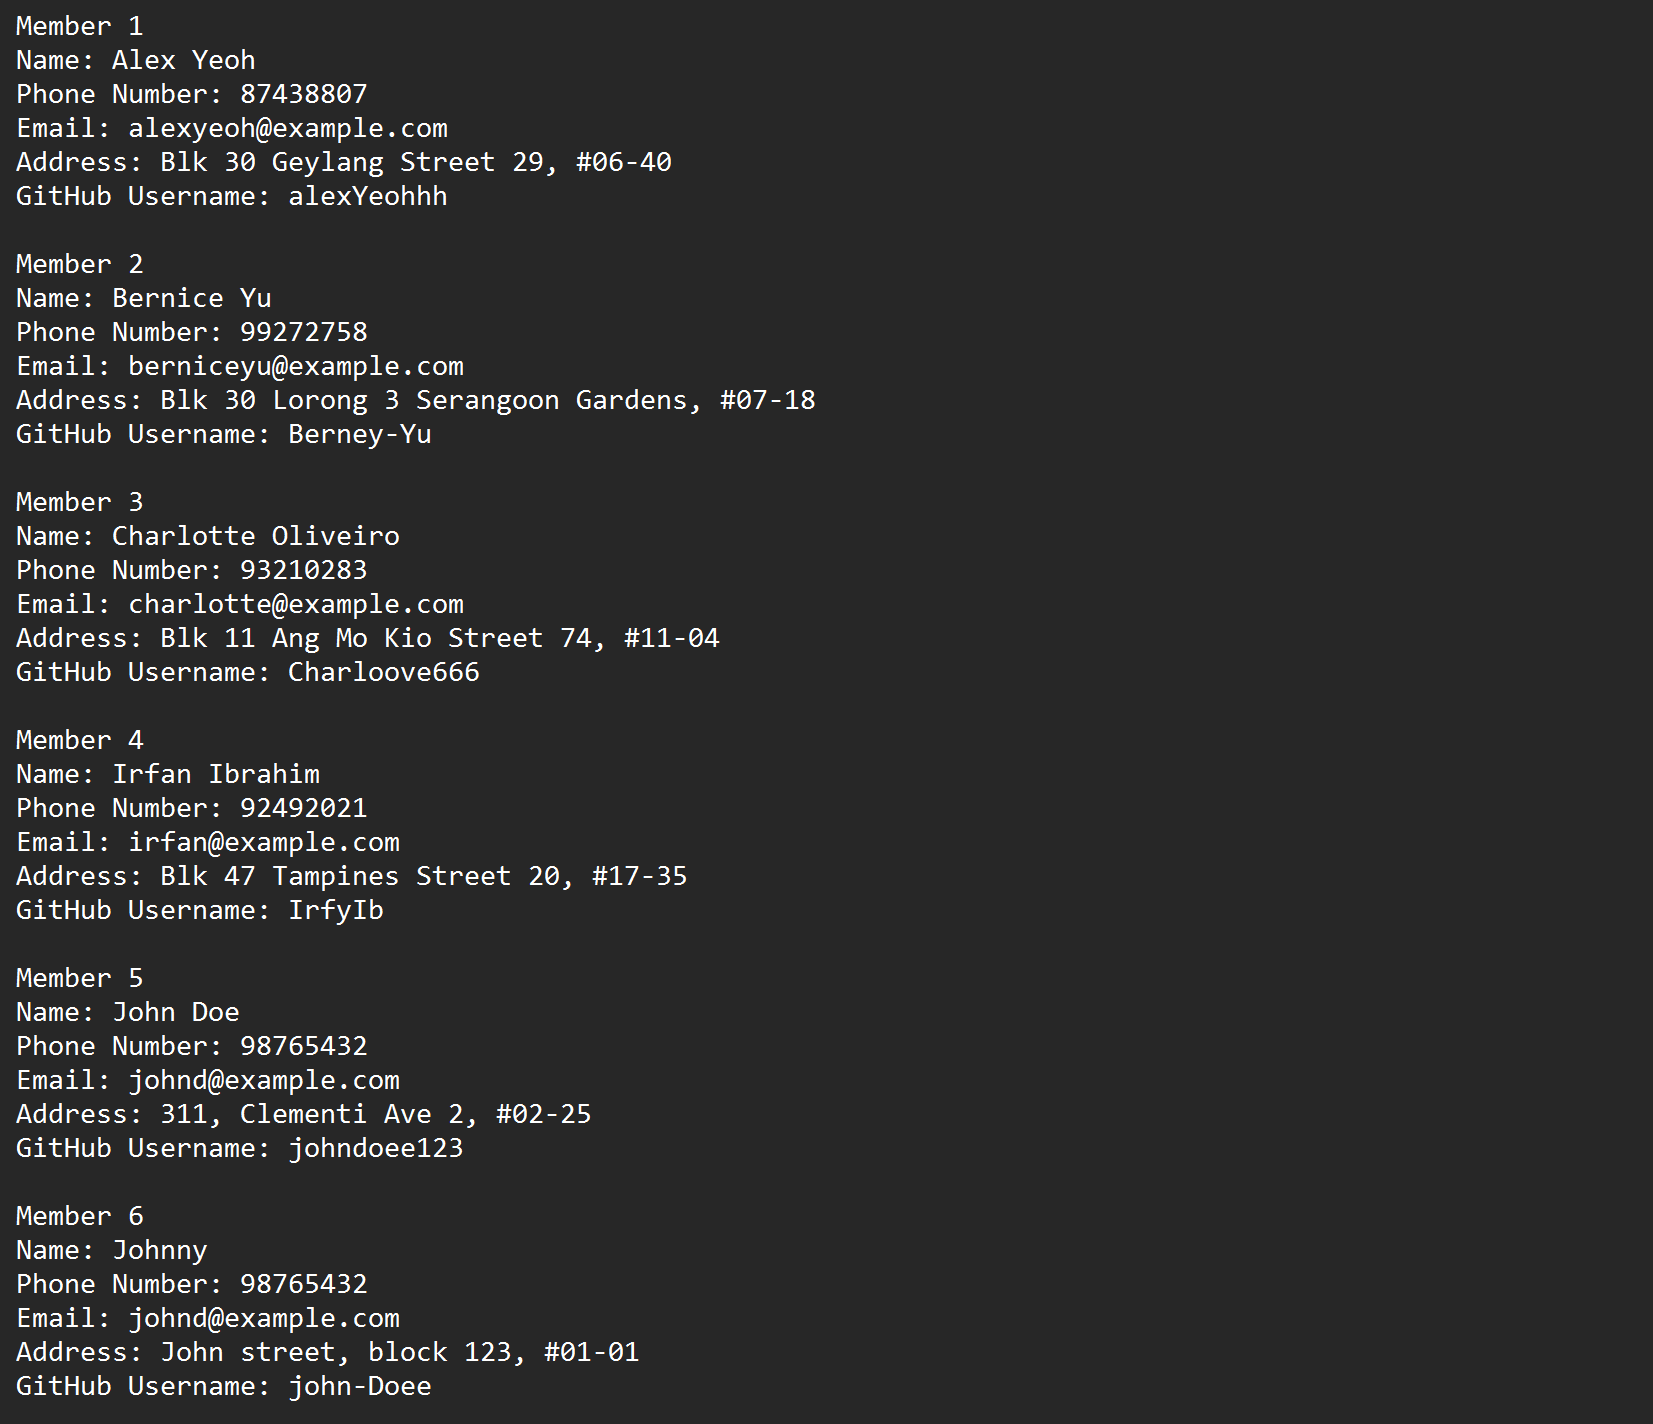 Member 1
Name: Alex Yeoh
Phone Number: 87438807
Email: alexyeoh@example.com
Address: Blk 30 Geylang Street 29, #06-40
GitHub Username: alexYeohhh

Member 2
Name: Bernice Yu
Phone Number: 99272758
Email: berniceyu@example.com
Address: Blk 30 Lorong 3 Serangoon Gardens, #07-18
GitHub Username: Berney-Yu

Member 3
Name: Charlotte Oliveiro
Phone Number: 93210283
Email: charlotte@example.com
Address: Blk 11 Ang Mo Kio Street 74, #11-04
GitHub Username: Charloove666

Member 4
Name: Irfan Ibrahim
Phone Number: 92492021
Email: irfan@example.com
Address: Blk 47 Tampines Street 20, #17-35
GitHub Username: IrfyIb

Member 5
Name: John Doe
Phone Number: 98765432
Email: johnd@example.com
Address: 311, Clementi Ave 2, #02-25
GitHub Username: johndoee123

Member 6
Name: Johnny
Phone Number: 98765432
Email: johnd@example.com
Address: John street, block 123, #01-01
GitHub Username: john-Doee